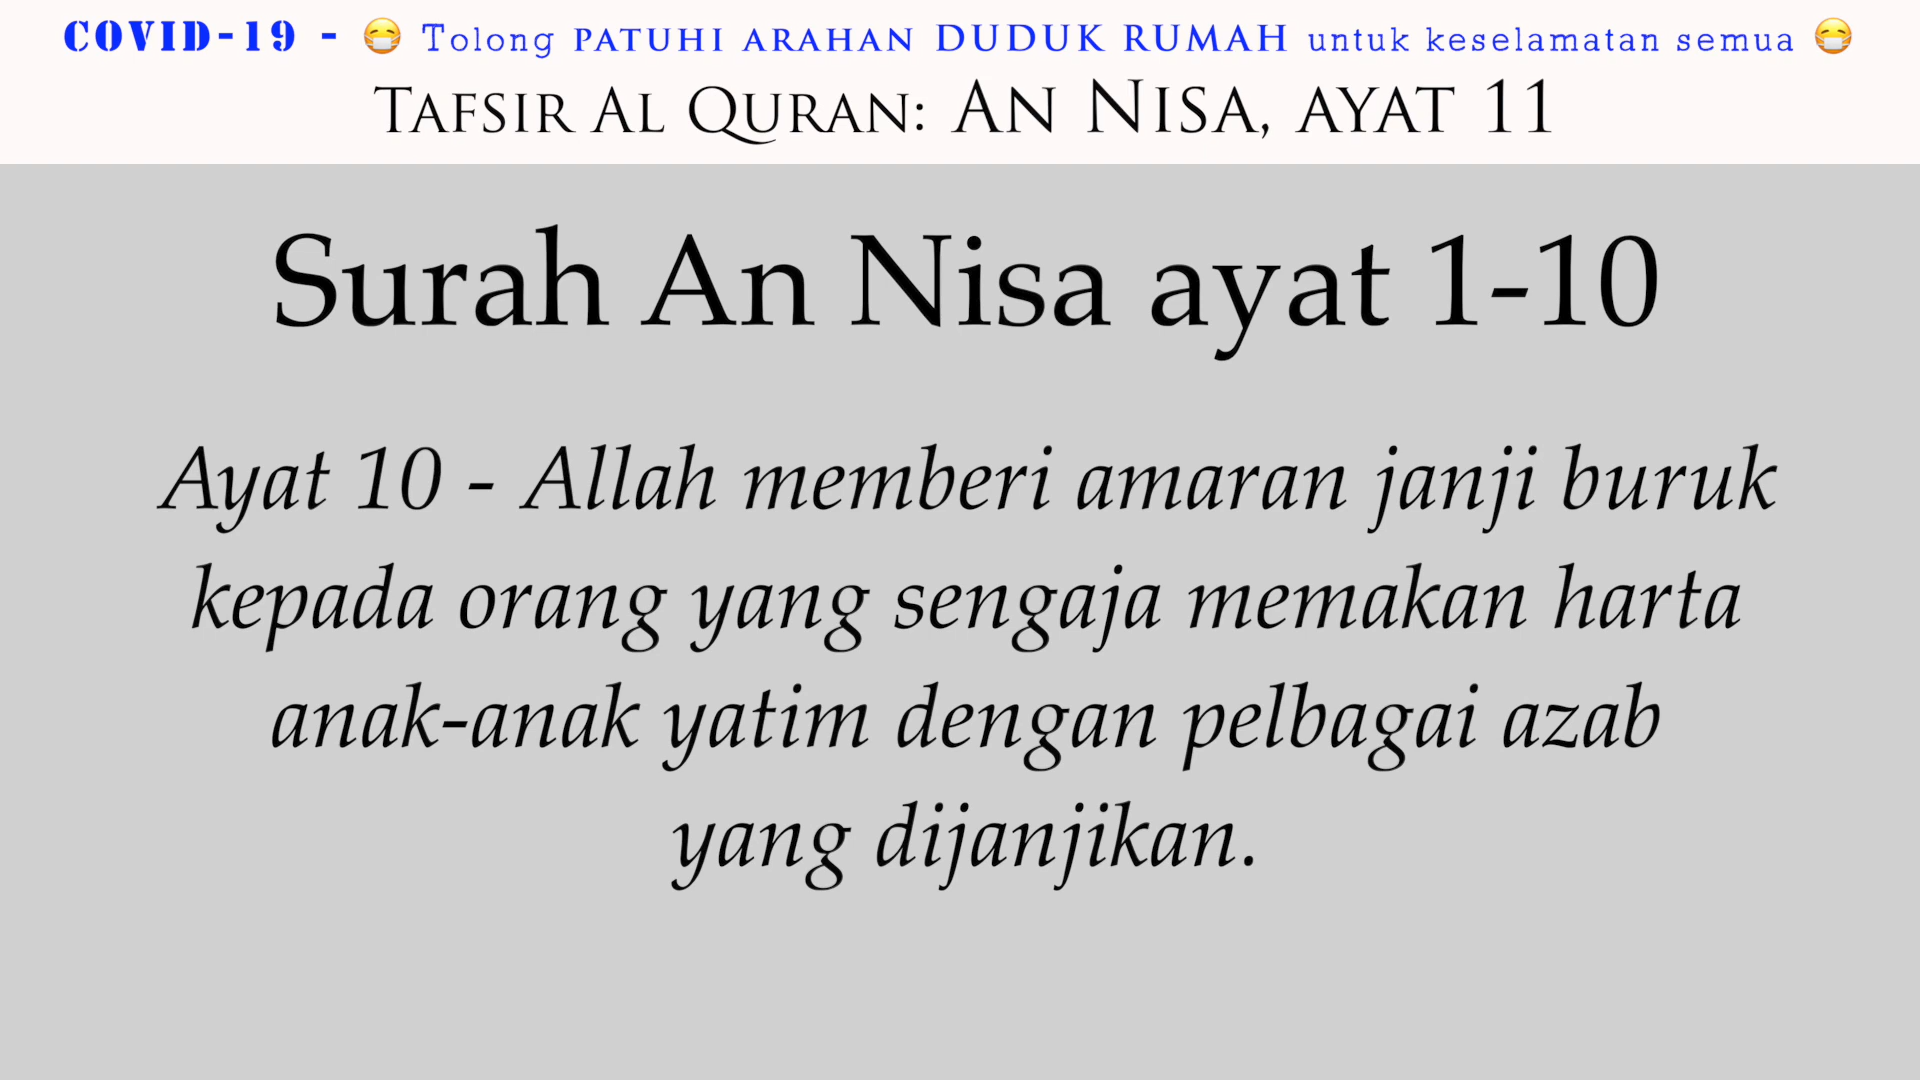 COVID-19 - 😷 Tolong PATUHI ARAHAN DUDUK RUMAH untuk keselamatan semua 😷
TAFSIR AL QURAN: AN NISA, AYAT 11
Surah An Nisa ayat 1-10
Ayat 10 - Allah memberi amaran janji buruk
kepada orang yang sengaja memakan harta
anak-anak yatim dengan pelbagai azab
yang dijanjikan.